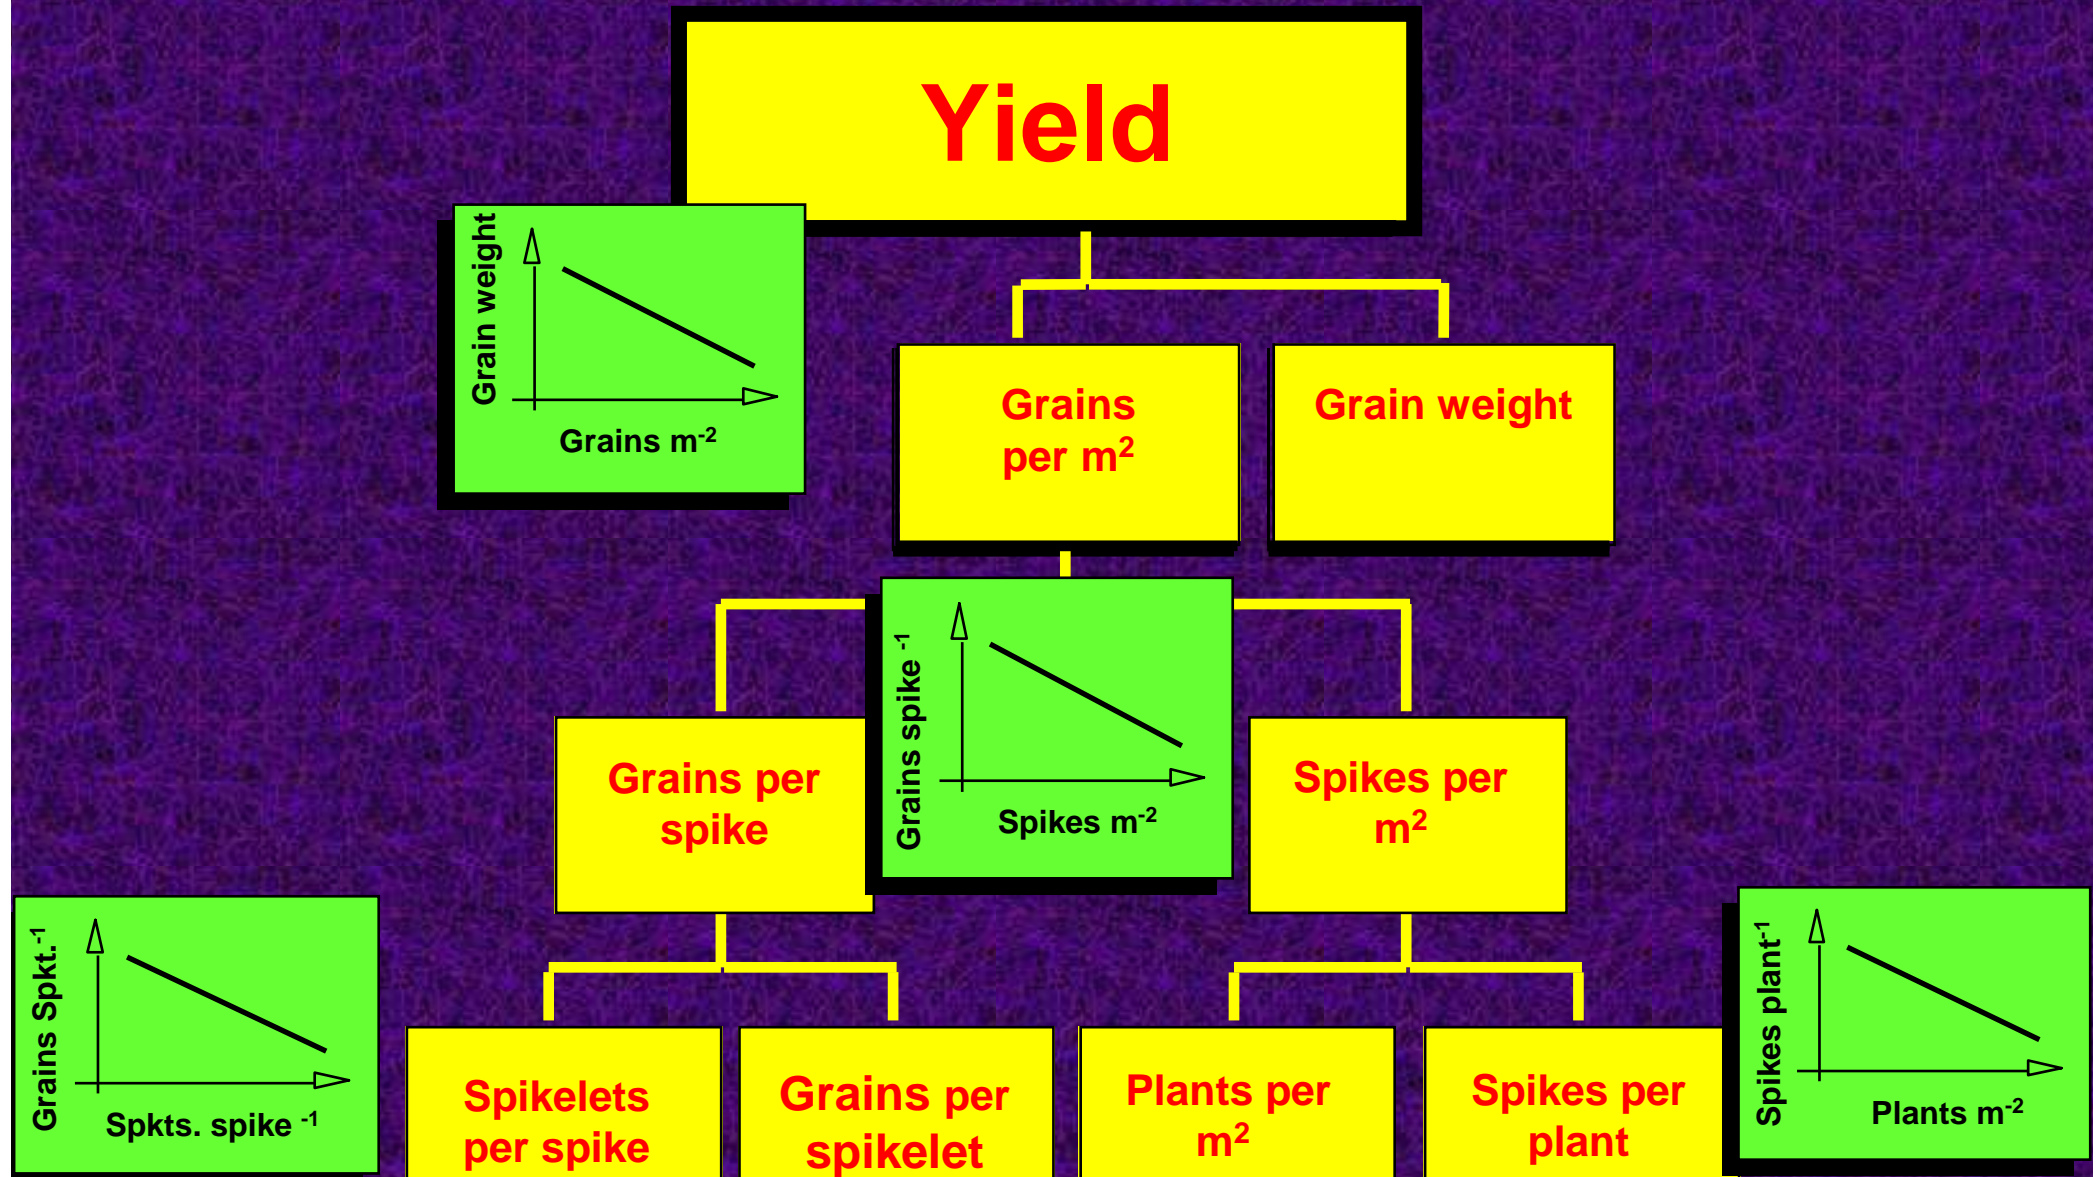 Yield
Grain weight
Grains m-2
Grains
per m2
Grain weight
Grains spike -1
Spikes m-2
Grains per
spike
Spikes per
m2
Grains Spkt.-1
Spkts. spike -1
Spikelets
per spike
Grains per
spikelet
Plants per
m2
Spikes per
plant
Spikes plant-1
Plants m-2